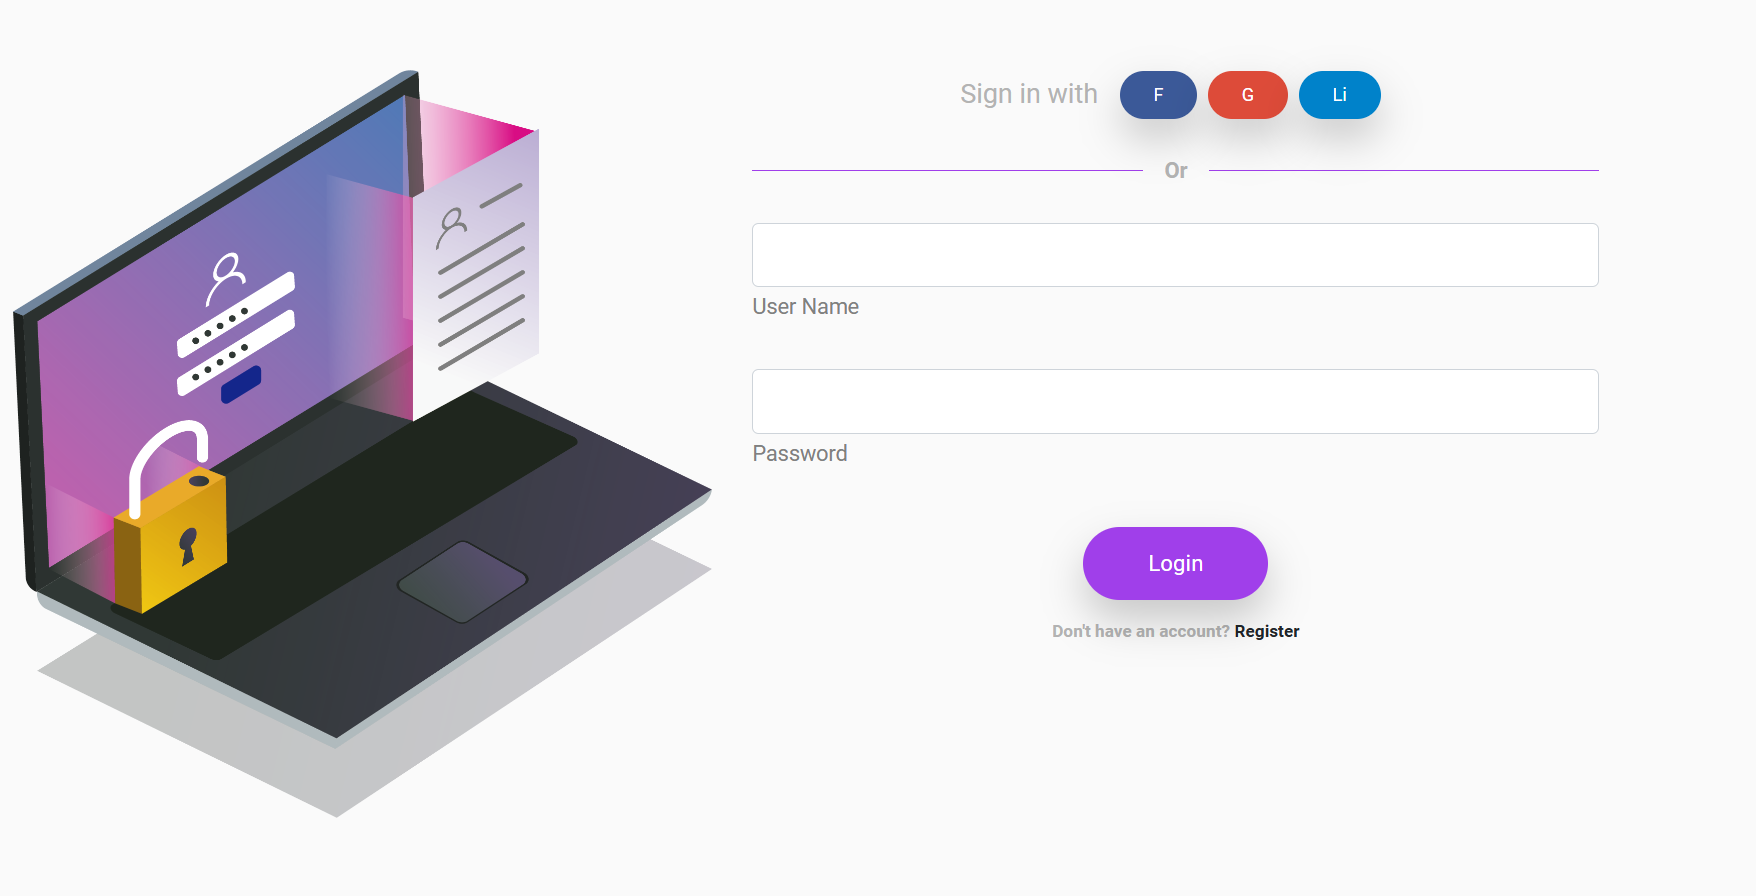 Sign in with F G Li
Or
User Name
Password
Login
Don't have an account? Register